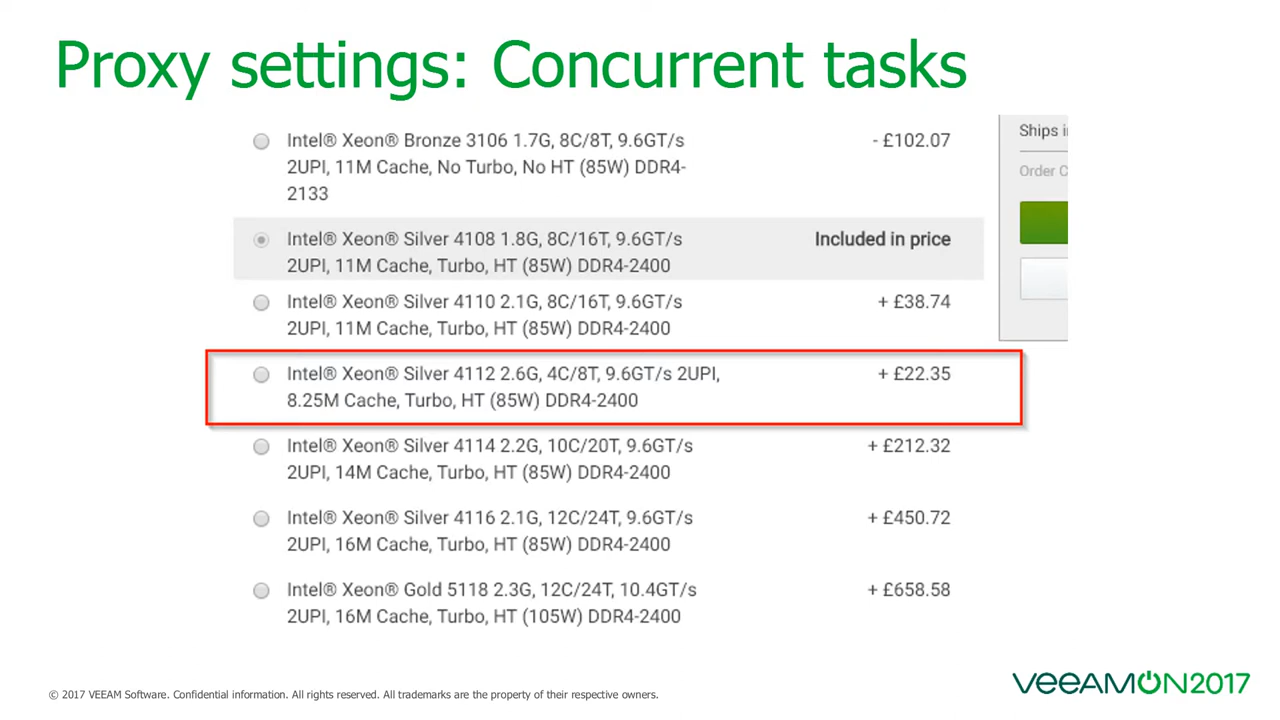 Proxy settings: Concurrent tasks
Intel® Xeon® Bronze 3106 1.7G, 8C/8T, 9.6GT/s
- £102.07
2UPI, 11M Cache, No Turbo, No HT (85W) DDR4-
2133
Ships
Order
Intel® Xeon® Silver 4108 1.8G, 8C/16T, 9.6GT/s
Included in price
2UPI, 11M Cache, Turbo, HT (85W) DDR4-2400
Intel® Xeon® Silver 4110 2.1G, 8C/16T, 9.6GT/s
+ £38.74
2UPI, 11M Cache, Turbo, HT (85W) DDR4-2400
Intel® Xeon® Silver 4112 2.6G, 4C/8T, 9.6GT/s 2UPI,
+ £22.35
8.25M Cache, Turbo, HT (85W) DDR4-2400
Intel® Xeon® Silver 4114 2.2G, 10C/20T, 9.6GT/s
+ £212.32
2UPI, 14M Cache, Turbo, HT (85W) DDR4-2400
Intel® Xeon® Silver 4116 2.1G, 12C/24T, 9.6GT/s
+ £450.72
2UPI, 16M Cache, Turbo, HT (85W) DDR4-2400
Intel® Xeon® Gold 5118 2.3G, 12C/24T, 10.4GT/s
+ £658.58
2UPI, 16M Cache, Turbo, HT (105W) DDR4-2400
© 2017 VEEAM Software. Confidential information. All rights reserved. All trademarks are the property of their respective owners.
VEEAMON2017